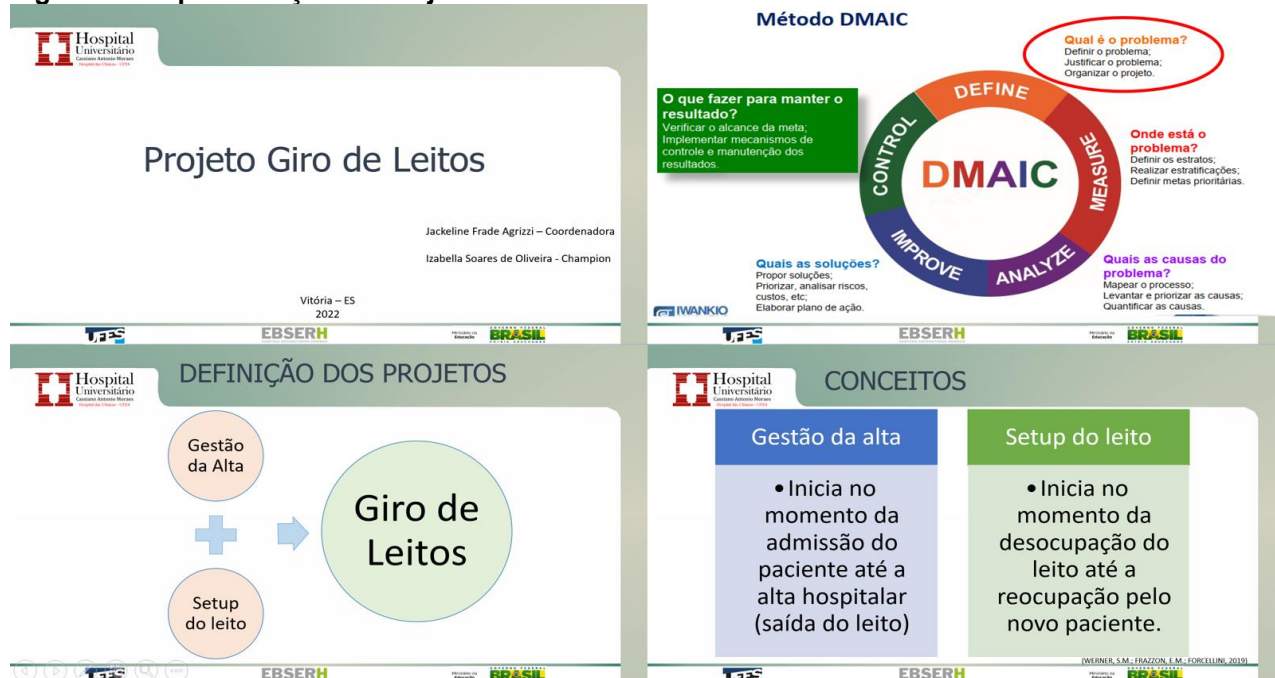 Hospital
Universitário
Cassiano Antonio Moraes
Projeto Giro de Leitos
Jackeline Frade Agrizzi – Coordenadora
Izabella Soares de Oliveira - Champion
Vitória – ES
2022
UFES
EBSERH
Ministério da
Educação
BRASIL
Método DMAIC
Qual é o problema?
Definir o problema;
Justificar o problema;
Organizar o projeto.
O que fazer para manter o
resultado?
Verificar o alcance da meta;
Implementar mecanismos de
controle e manutenção dos
resultados.
DEFINE
MEASURE
ANALYZE
IMPROVE
CONTROL
DMAIC
Onde está o
problema?
Definir os estratos;
Realizar estratificações;
Definir metas prioritárias.
Quais as soluções?
Propor soluções;
Priorizar, analisar riscos,
custos, etc;
Elaborar plano de ação.
Quais as causas do
problema?
Mapear o processo;
Levantar e priorizar as causas;
Quantificar as causas.
IWANKIO
UFES
EBSERH
Ministério da
Educação
BRASIL
Hospital
Universitário
Cassiano Antonio Moraes
DEFINIÇÃO DOS PROJETOS
Gestão
da Alta
Setup
do leito
Giro de
Leitos
UFES
EBSERH
BRASIL
Hospital
Universitário
Cassiano Antonio Moraes
CONCEITOS
Gestão da alta
•Inicia no
momento da
admissão do
paciente até a
alta hospitalar
(saída do leito)
Setup do leito
•Inicia no
momento da
desocupação do
leito até a
reocupação pelo
novo paciente.
(WERNER, S.M.; FRAZZON, E.M.; FORCELLINI, 2019)
UFES
EBSERH
BRASIL